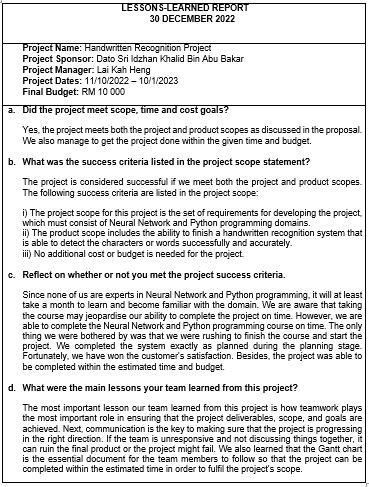 LESSONS-LEARNED REPORT
30 DECEMBER 2022
Project Name: Handwritten Recognition Project
Project Sponsor: Dato Sri Idzhan Khalid Bin Abu Bakar
Project Manager: Lai Kah Heng
Project Dates: 11/10/2022 – 10/1/2023
Final Budget: RM 10 000
a. Did the project meet scope, time and cost goals?
Yes, the project meets both the project and product scopes as discussed in the proposal.
We also manage to get the project done within the given time and budget.
b. What was the success criteria listed in the project scope statement?
The project is considered successful if we meet both the project and product scopes.
The following success criteria are listed in the project scope:
i) The project scope for this project is the set of requirements for developing the project,
which must consist of Neural Network and Python programming domains.
ii) The product scope includes the ability to finish a handwritten recognition system that
is able to detect the characters or words successfully and accurately.
iii) No additional cost or budget is needed for the project.
c. Reflect on whether or not you met the project success criteria.
Since none of us are experts in Neural Network and Python programming, it will at least
take a month to learn and become familiar with the domain. We are aware that taking
the course may jeopardise our ability to complete the project on time. However, we are
able to complete the Neural Network and Python programming course on time. The only
thing we were bothered by was that we were rushing to finish the course and start the
project. We completed the system exactly as planned during the planning stage.
Fortunately, we have won the customer's satisfaction. Besides, the project was able to
be completed within the estimated time and budget.
d. What were the main lessons your team learned from this project?
The most important lesson our team learned from this project is how teamwork plays
the most important role in ensuring that the project deliverables, scope, and goals are
achieved. Next, communication is the key to making sure that the project is progressing
in the right direction. If the team is unresponsive and not discussing things together, it
can ruin the final product or the project might fail. We also learned that the Gantt chart
is the essential document for the team members to follow so that the project can be
completed within the estimated time in order to fulfil the project's scope.